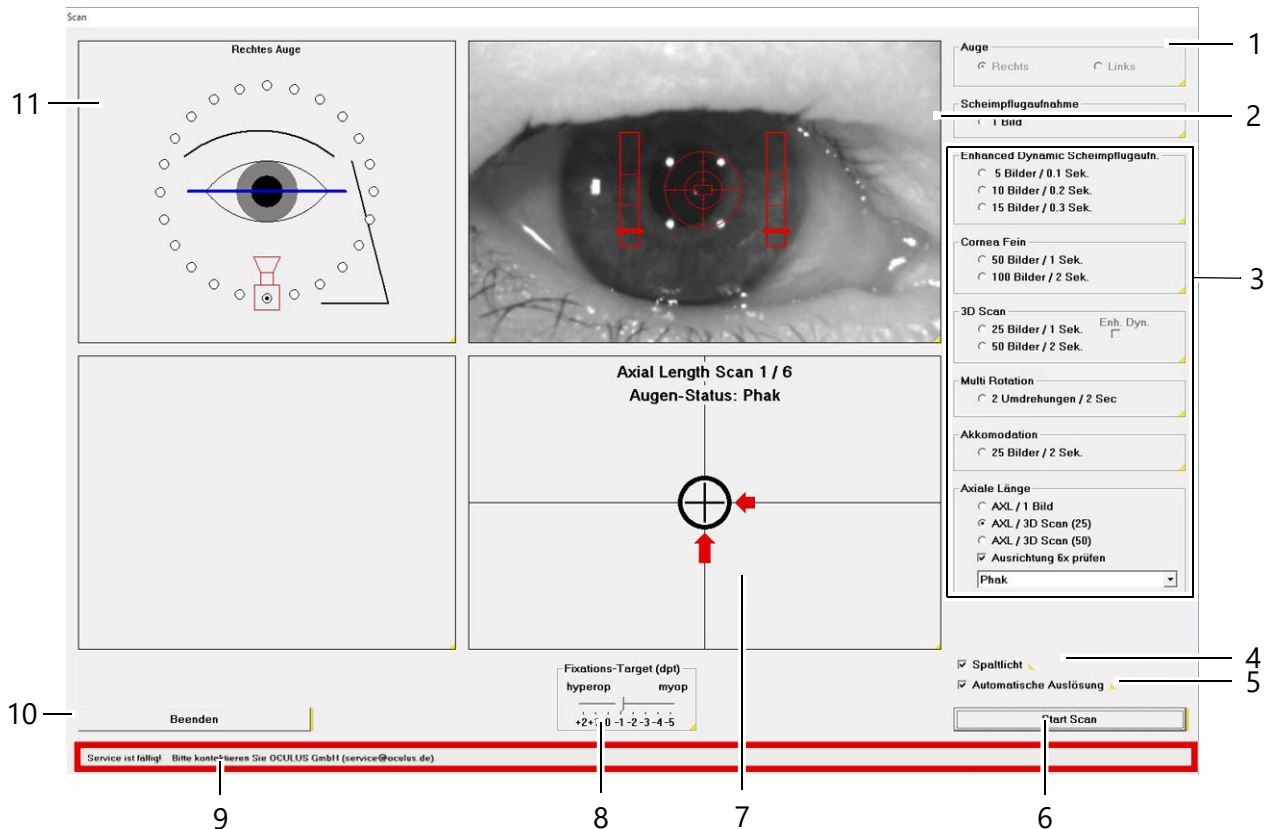 Scan
Rechtes Auge
Auge
Rechts
Links
Scheimpflugaufnahme
1 Bild
Enhanced Dynamic Scheimpflugaufn.
5 Bilder / 0.1 Sek.
10 Bilder / 0.2 Sek.
15 Bilder / 0.3 Sek.
Cornea Fein
50 Bilder / 1 Sek.
100 Bilder / 2 Sek.
3D Scan
25 Bilder / 1 Sek.
Enh. Dyn.
50 Bilder / 2 Sek.
Multi Rotation
2 Umdrehungen / 2 Sec
Akkomodation
25 Bilder / 2 Sek.
Axiale Länge
AXL / 1 Bild
AXL / 3D Scan (25)
AXL / 3D Scan (50)
Ausrichtung 6x prüfen
Phak
Axial Length Scan 1 / 6
Augen-Status: Phak
Fixations-Target (dpt)
hyperop
myop
+2+1 0 -1 -2 -3 -4 -5
Spaltlicht
Automatische Auslösung
Beenden
Start Scan
Service ist fällig! Bitte kontaktieren Sie OCULUS GmbH (service@oculus.de)
1
2
3
4
5
6
7
8
9
10
11